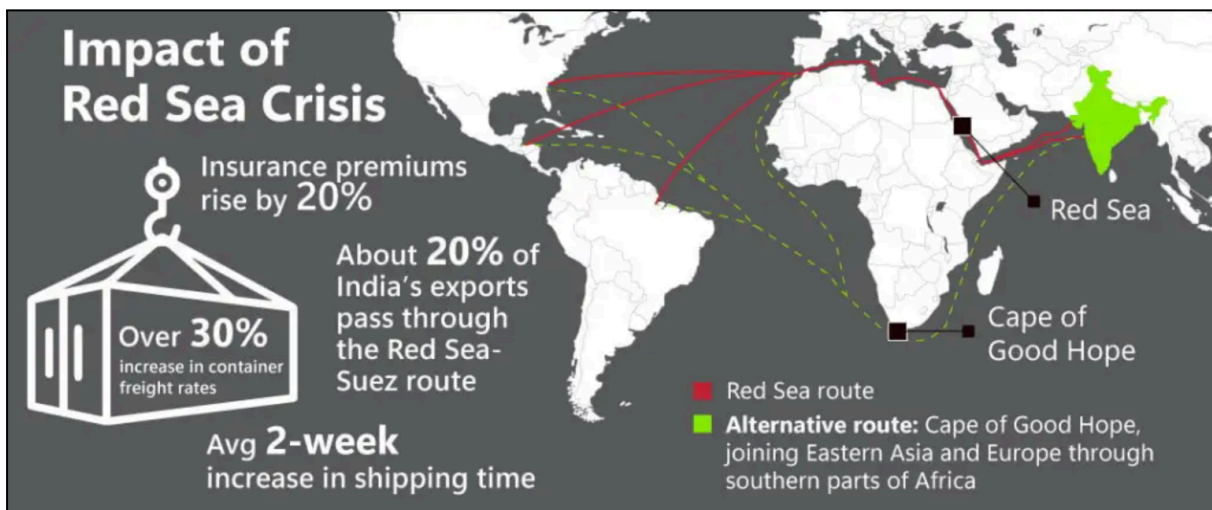 Impact of
Red Sea Crisis
Insurance premiums
rise by 20%
Over 30%
increase in container
freight rates
About 20% of
India's exports
pass through
the Red Sea-
Suez route
Avg 2-week
increase in shipping time
Red Sea
Cape of
Good Hope
Red Sea route
Alternative route: Cape of Good Hope,
joining Eastern Asia and Europe through
southern parts of Africa